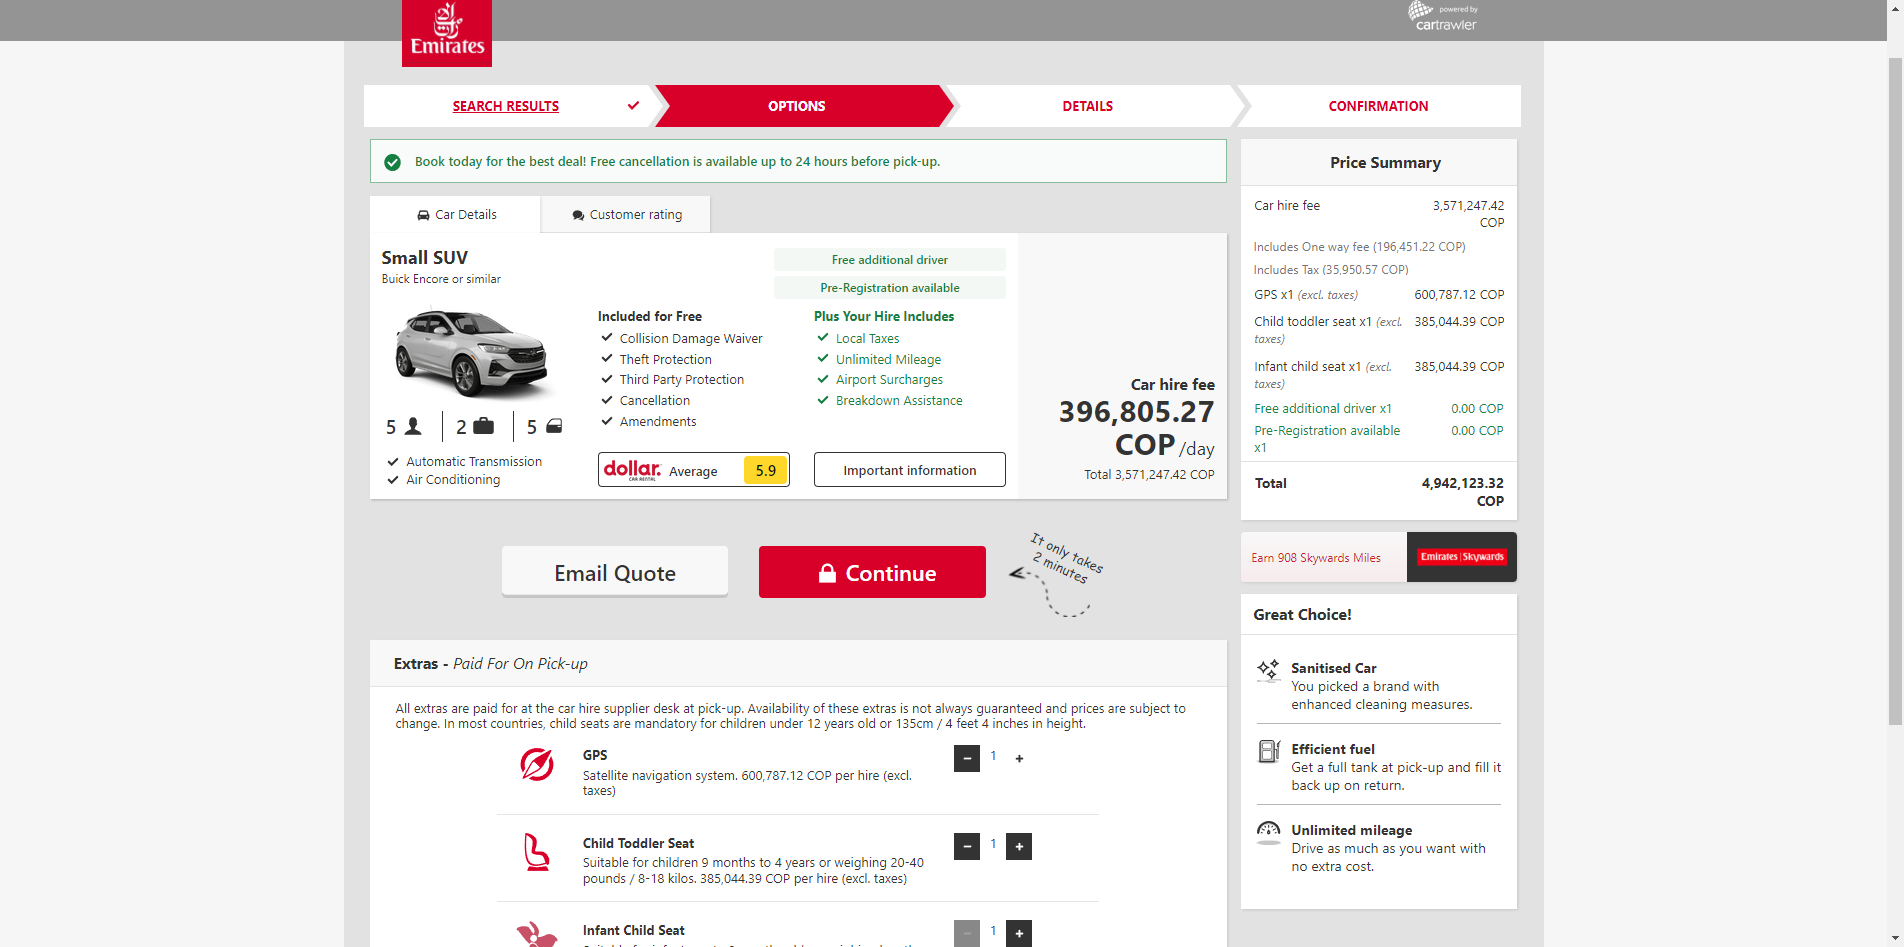 Emirates
powered by
cartrawler
SEARCH RESULTS
OPTIONS
DETAILS
CONFIRMATION
Book today for the best deal! Free cancellation is available up to 24 hours before pick-up.
Car Details
Customer rating
Small SUV
Buick Encore or similar
Free additional driver
Pre-Registration available
Included for Free
Collision Damage Waiver
Theft Protection
Third Party Protection
Cancellation
Amendments
Plus Your Hire Includes
Local Taxes
Unlimited Mileage
Airport Surcharges
Breakdown Assistance
5
2
5
Automatic Transmission
Air Conditioning
dollar.
CAR RENTAL
Average
5.9
Important information
Car hire fee
396,805.27
COP /day
Total 3,571,247.42 COP
Email Quote
Continue
It only takes
2 minutes
Price Summary
Car hire fee 3,571,247.42
COP
Includes One way fee (196,451.22 COP)
Includes Tax (35,950.57 COP)
GPS x1 (excl. taxes) 600,787.12 COP
Child toddler seat x1 (excl. 385,044.39 COP
taxes)
Infant child seat x1 (excl. 385,044.39 COP
taxes)
Free additional driver x1 0.00 COP
Pre-Registration available 0.00 COP
x1
Total 4,942,123.32
COP
Earn 908 Skywards Miles
Emirates | Skywards
Great Choice!
Sanitised Car
You picked a brand with
enhanced cleaning measures.
Efficient fuel
Get a full tank at pick-up and fill it
back up on return.
Unlimited mileage
Drive as much as you want with
no extra cost.
Extras - Paid For On Pick-up
All extras are paid for at the car hire supplier desk at pick-up. Availability of these extras is not always guaranteed and prices are subject to
change. In most countries, child seats are mandatory for children under 12 years old or 135cm / 4 feet 4 inches in height.
GPS
Satellite navigation system. 600,787.12 COP per hire (excl.
taxes)
- 1 +
Child Toddler Seat
Suitable for children 9 months to 4 years or weighing 20-40
pounds / 8-18 kilos. 385,044.39 COP per hire (excl. taxes)
- 1 +
Infant Child Seat
- 1 +